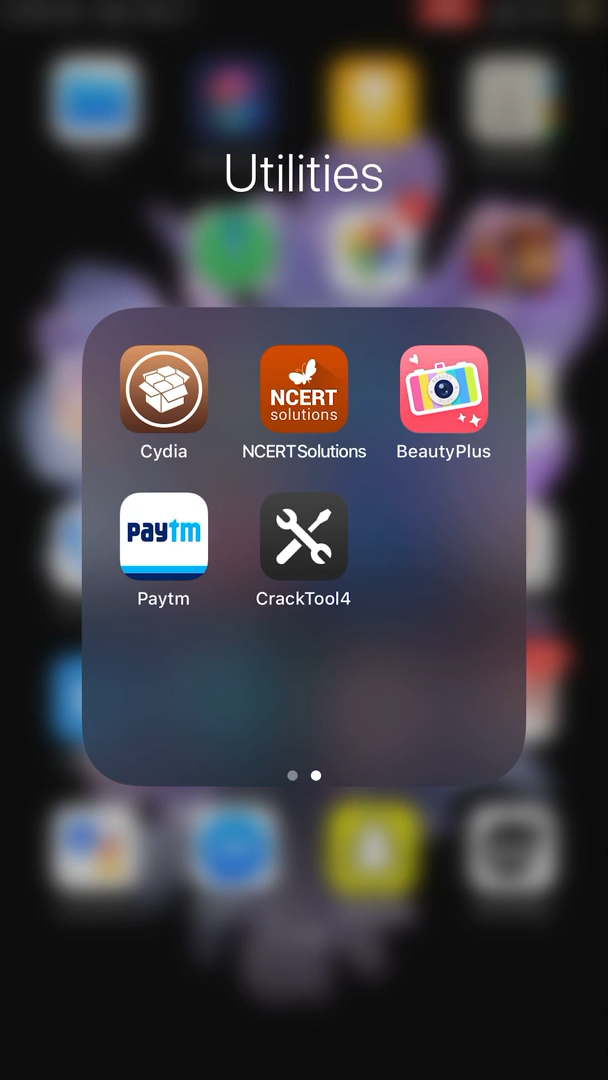 Utilities
NCERT
solutions
Cydia
NCERTSolutions
BeautyPlus
paytm
Paytm
CrackTool4